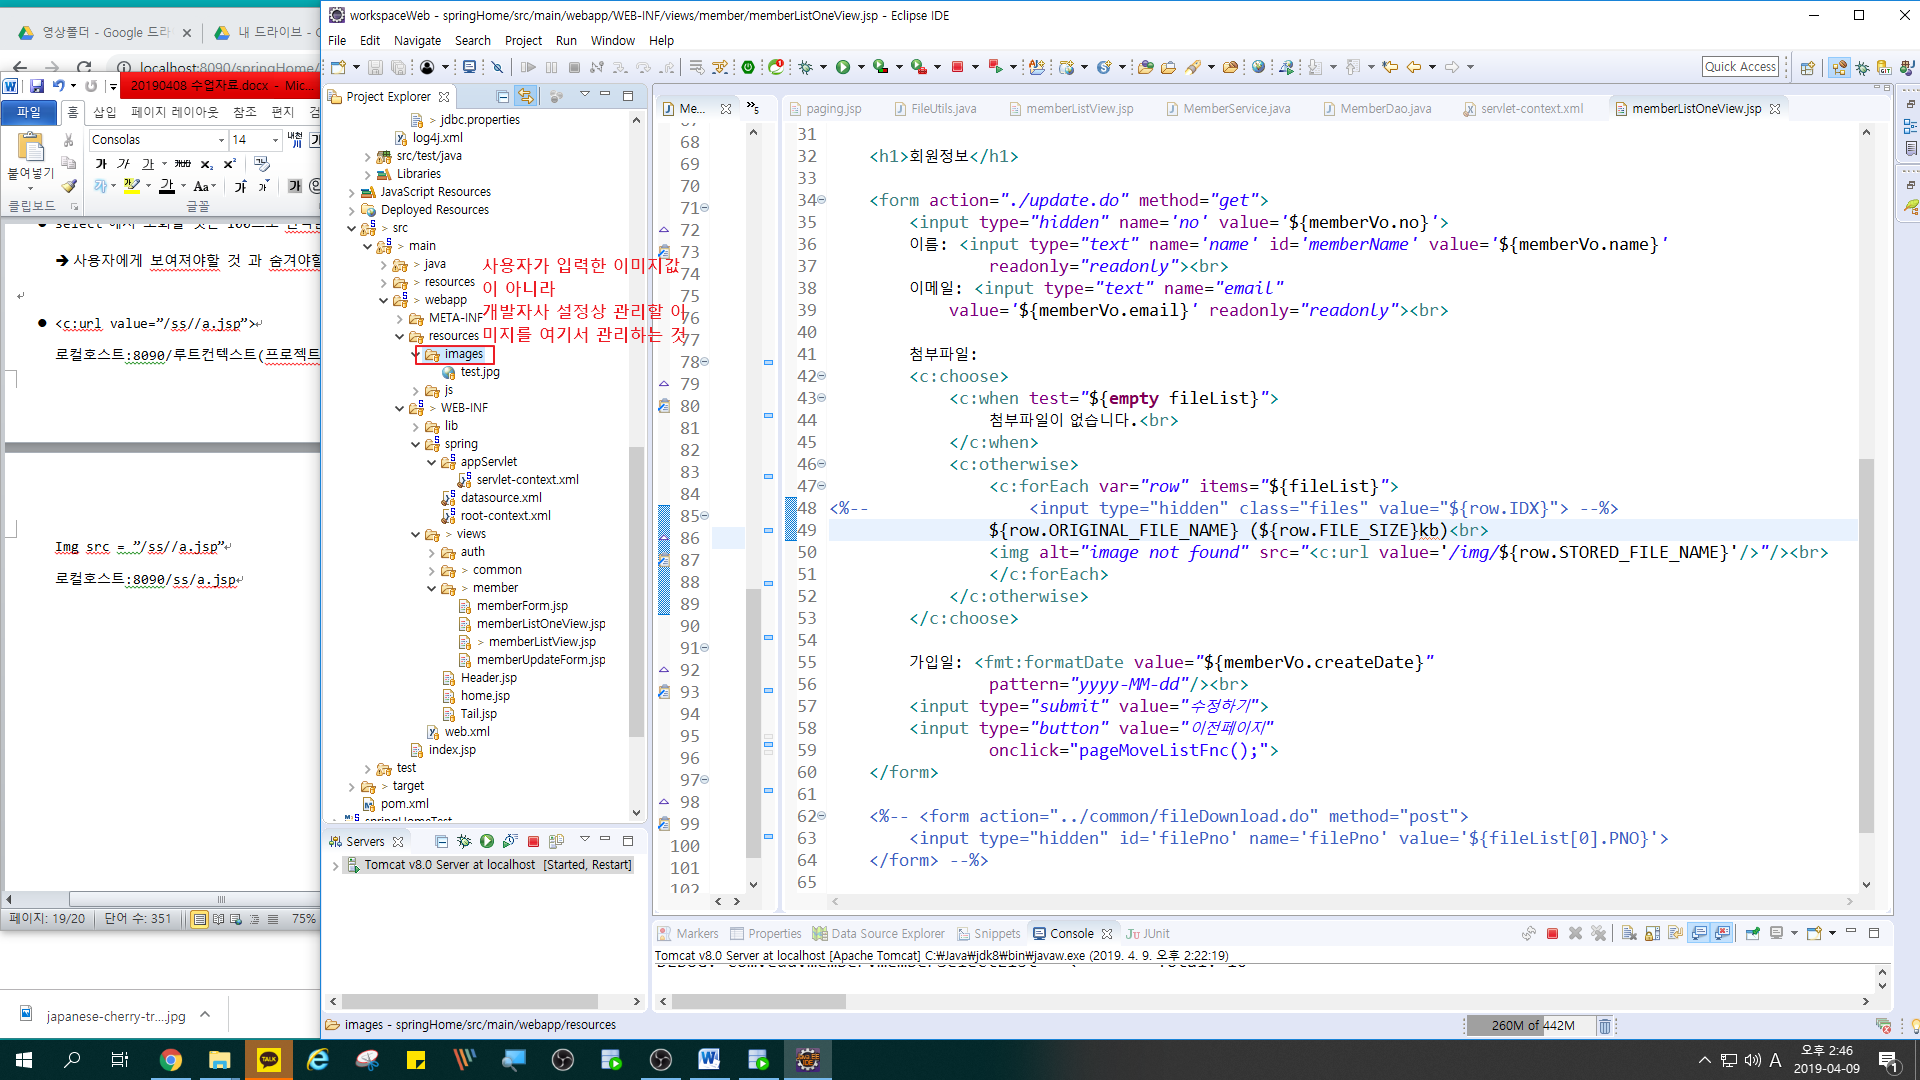 영상폴더 - Google 드라
내 드라이브 - G
localhost:8090/springHome/
20190408 수업자료.docx - Mic...
파일
홈
삽입
페이지 레이아웃
참조
편지
검
Consolas
14
붙여넣기
클립보드
글꼴
➔ 사용자에게 보여져야할 것 과 숨겨야할
<c:url value=”/ss//a.jsp”>
로컬호스트:8090/루트컨텍스트(프로젝트
Img src = ”/ss//a.jsp”
로컬호스트:8090/ss/a.jsp
페이지: 19/20
단어 수: 351
75%
japanese-cherry-tr....jpg
workspaceWeb - springHome/src/main/webapp/WEB-INF/views/member/memberListOneView.jsp - Eclipse IDE
File Edit Navigate Search Project Run Window Help
Quick Access
Project Explorer
> jdbc.properties
log4j.xml
src/test/java
Libraries
JavaScript Resources
Deployed Resources
> src
> main
> java
> resources
> webapp
META-INF
resources
images
test.jpg
js
> WEB-INF
lib
spring
appServlet
servlet-context.xml
datasource.xml
root-context.xml
> views
auth
> common
> member
memberForm.jsp
memberListOneView.jsp
> memberListView.jsp
memberUpdateForm.jsp
Header.jsp
home.jsp
Tail.jsp
web.xml
index.jsp
test
> target
pom.xml
springHomeTest
사용자가 입력한 이미지값
이 아니라
개발자사 설정상 관리할 이
미지를 여기서 관리하는 것
Servers
Tomcat v8.0 Server at localhost [Started, Restart]
Me...
»5
68
69
70
71
72
73
74
75
76
77
78
79
80
81
82
83
84
85
86
87
88
89
90
91
92
93
94
95
96
97
98
99
100
101
102
paging.jsp
FileUtils.java
memberListView.jsp
MemberService.java
MemberDao.java
servlet-context.xml
memberListOneView.jsp
31
32 <h1>회원정보</h1>
33
34 <form action="./update.do" method="get">
35 <input type="hidden" name='no' value='${memberVo.no}'>
36 이름: <input type="text" name='name' id='memberName' value='${memberVo.name}'
37 readonly="readonly"><br>
38 이메일: <input type="text" name="email"
39 value='${memberVo.email}' readonly="readonly"><br>
40
41 첨부파일:
42 <c:choose>
43 <c:when test="${empty fileList}">
44 첨부파일이 없습니다.<br>
45 </c:when>
46 <c:otherwise>
47 <c:forEach var="row" items="${fileList}">
48 <%-- <input type="hidden" class="files" value="${row.IDX}"> --%>
49 ${row.ORIGINAL_FILE_NAME} (${row.FILE_SIZE}kb)<br>
50 <img alt="image not found" src="<c:url value='/img/${row.STORED_FILE_NAME}'/>"/><br>
51 </c:forEach>
52 </c:otherwise>
53 </c:choose>
54
55 가입일: <fmt:formatDate value="${memberVo.createDate}"
56 pattern="yyyy-MM-dd"/><br>
57 <input type="submit" value="수정하기">
58 <input type="button" value="이전페이지"
59 onclick="pageMoveListFnc();">
60 </form>
61
62 <%-- <form action="../common/fileDownload.do" method="post">
63 <input type="hidden" id='filePno' name='filePno' value='${fileList[0].PNO}'>
64 </form> --%>
65
Markers
Properties
Data Source Explorer
Snippets
Console
JUnit
Tomcat v8.0 Server at localhost [Apache Tomcat] C:₩Java₩jdk8₩bin₩javaw.exe (2019. 4. 9. 오후 2:22:19)
images - springHome/src/main/webapp/resources
260M of 442M
TALK
A
오후 2:46
2019-04-09
1